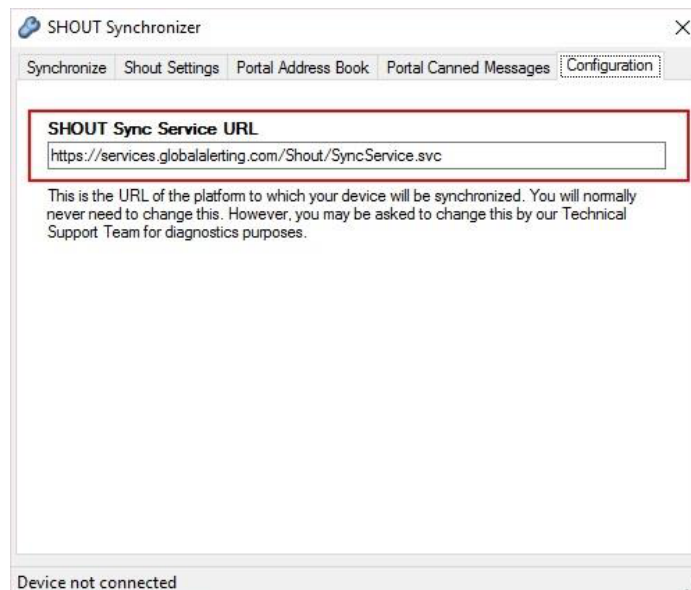 SHOUT Synchronizer
Synchronize Shout Settings Portal Address Book Portal Canned Messages Configuration
SHOUT Sync Service URL
https://services.globalalerting.com/Shout/SyncService.svc
This is the URL of the platform to which your device will be synchronized. You will normally
never need to change this. However, you may be asked to change this by our Technical
Support Team for diagnostics purposes.
Device not connected